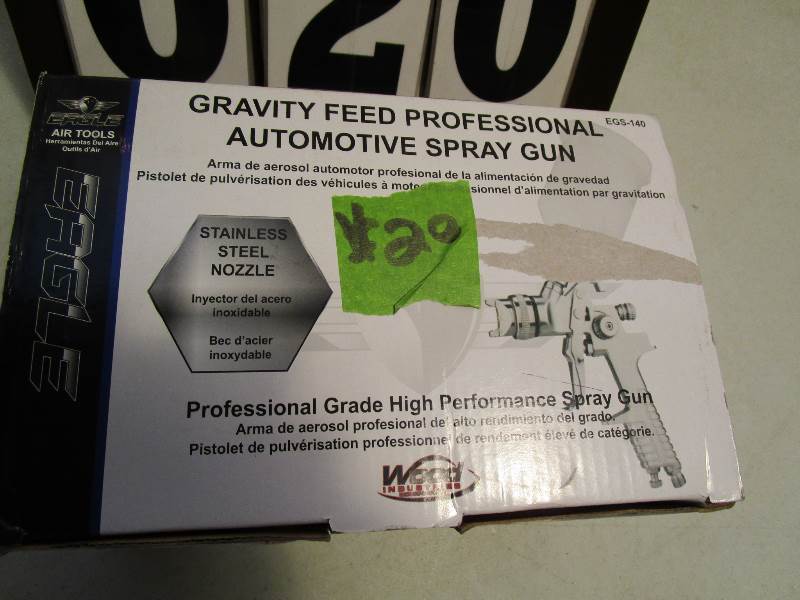 020
EAGLE
AIR TOOLS
Herramientas Del Aire
Outils d'Air
EAGLE
GRAVITY FEED PROFESSIONAL
AUTOMOTIVE SPRAY GUN
EGS-140
Arma de aerosol automotor profesional de la alimentación de gravedad
Pistolet de pulvérisation des véhicules à mote sionnel d'alimentation par gravitation
#20
STAINLESS
STEEL
NOZZLE
Inyector del acero
inoxidable
Bec d'acier
inoxydable
Professional Grade High Performance Spray Gun
Arma de aerosol profesional del alto rendimiento del grado.
Pistolet de pulvérisation professionnel de rendement élevé de catégorie.
Wood
INDUSTRIES